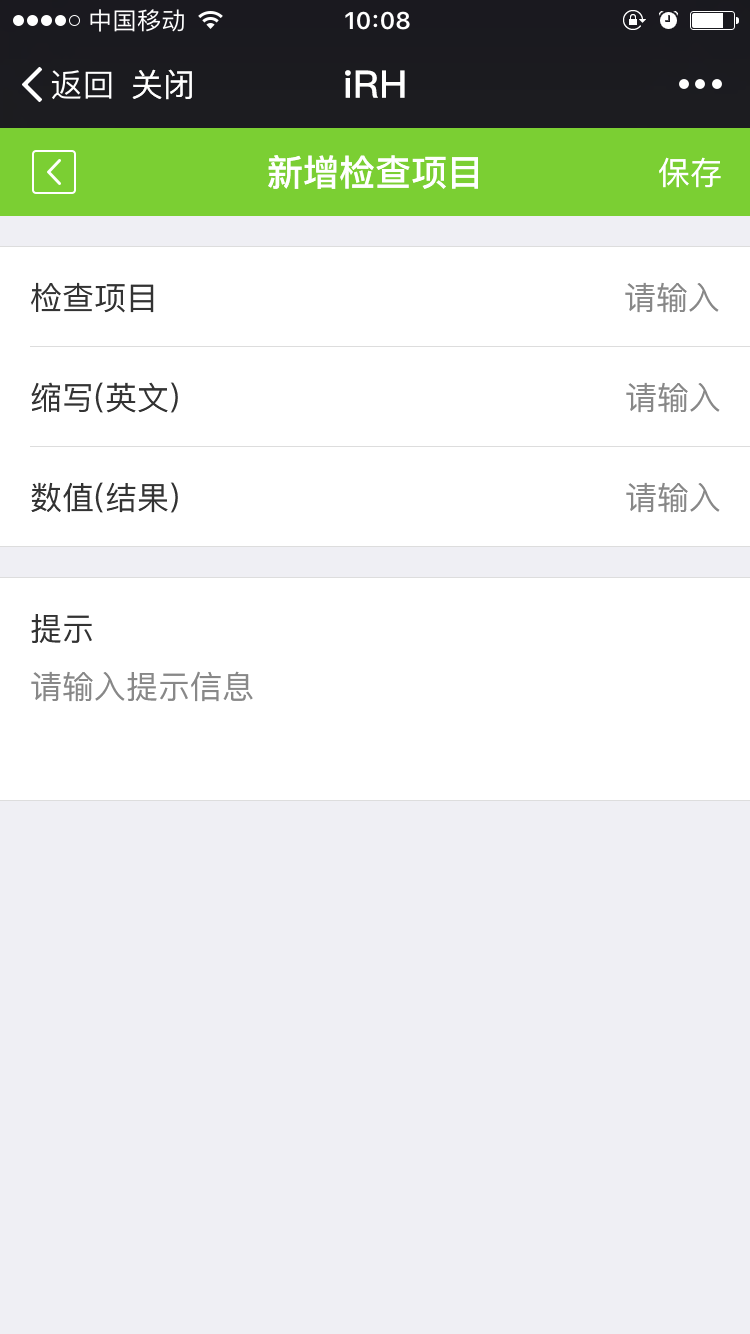 中国移动 10:08
返回 关闭 iRH
新增检查项目 保存
检查项目 请输入
缩写(英文) 请输入
数值(结果) 请输入
提示
请输入提示信息